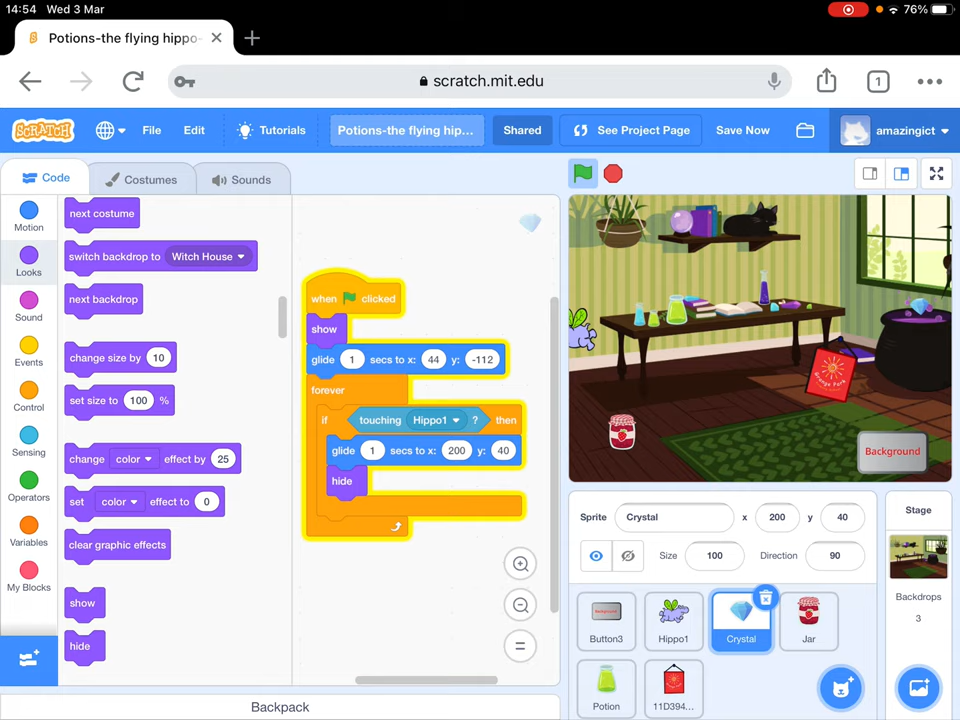 14:54 Wed 3 Mar
76%
Potions-the flying hippo-
scratch.mit.edu
1
SCRATCH
File
Edit
Tutorials
Potions-the flying hip...
Shared
See Project Page
Save Now
amazingict
Code
Costumes
Sounds
Motion
Looks
Sound
Events
Control
Sensing
Operators
Variables
My Blocks
next costume
switch backdrop to Witch House
next backdrop
change size by 10
set size to 100 %
change color effect by 25
set color effect to 0
clear graphic effects
show
hide
when clicked
show
glide 1 secs to x: 44 y: -112
forever
if touching Hippo1 ? then
glide 1 secs to x: 200 y: 40
hide
Backpack
Orange Park
Background
Sprite Crystal x 200 y 40
Size 100 Direction 90
Background
Button3
Hippo1
Crystal
Jar
Potion
11D394...
Stage
Backdrops
3